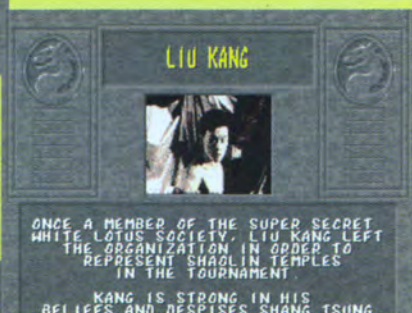 LIU KANG
ONCE A MEMBER OF THE SUPER SECRET
WHITE LOTUS SOCIETY, LIU KANG LEFT
THE ORGANIZATION IN ORDER TO
REPRESENT SHAOLIN TEMPLES
IN THE TOURNAMENT.
KANG IS STRONG IN HIS
BELIEFS AND DESPISES SHANG TSUNG